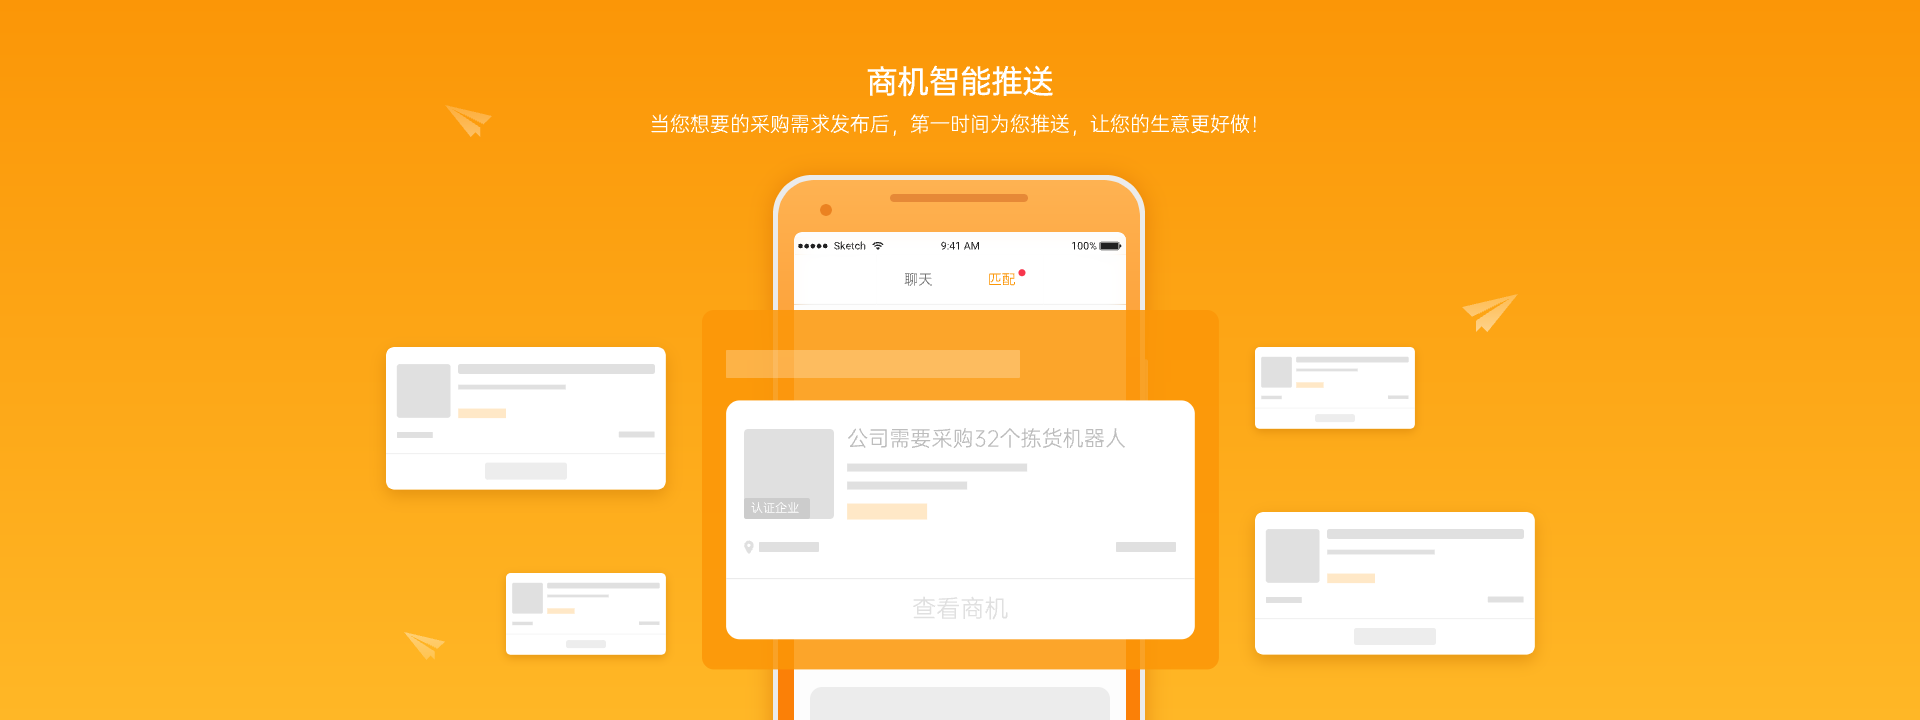 商机智能推送
当您想要的采购需求发布后，第一时间为您推送，让您的生意更好做！
Sketch 9:41 AM 100%
聊天 匹配
公司需要采购32个拣货机器人
认证企业
查看商机